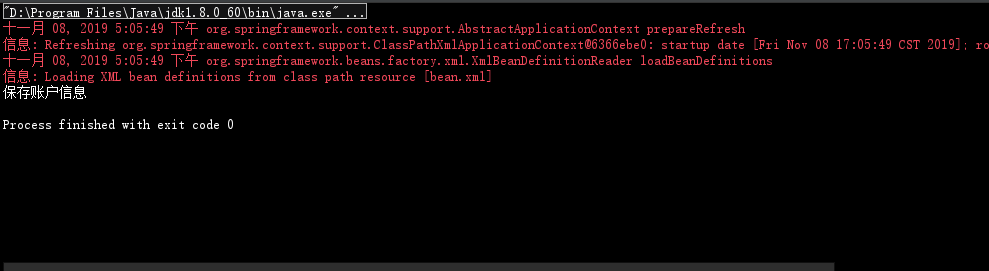 "D:\Program Files\Java\jdk1.8.0_60\bin\java.exe" ...
十一月 08, 2019 5:05:49 下午 org.springframework.context.support.AbstractApplicationContext prepareRefresh
信息: Refreshing org.springframework.context.support.ClassPathXmlApplicationContext@6366ebe0: startup date [Fri Nov 08 17:05:49 CST 2019]; ro
十一月 08, 2019 5:05:49 下午 org.springframework.beans.factory.xml.XmlBeanDefinitionReader loadBeanDefinitions
信息: Loading XML bean definitions from class path resource [bean.xml]
保存账户信息
Process finished with exit code 0